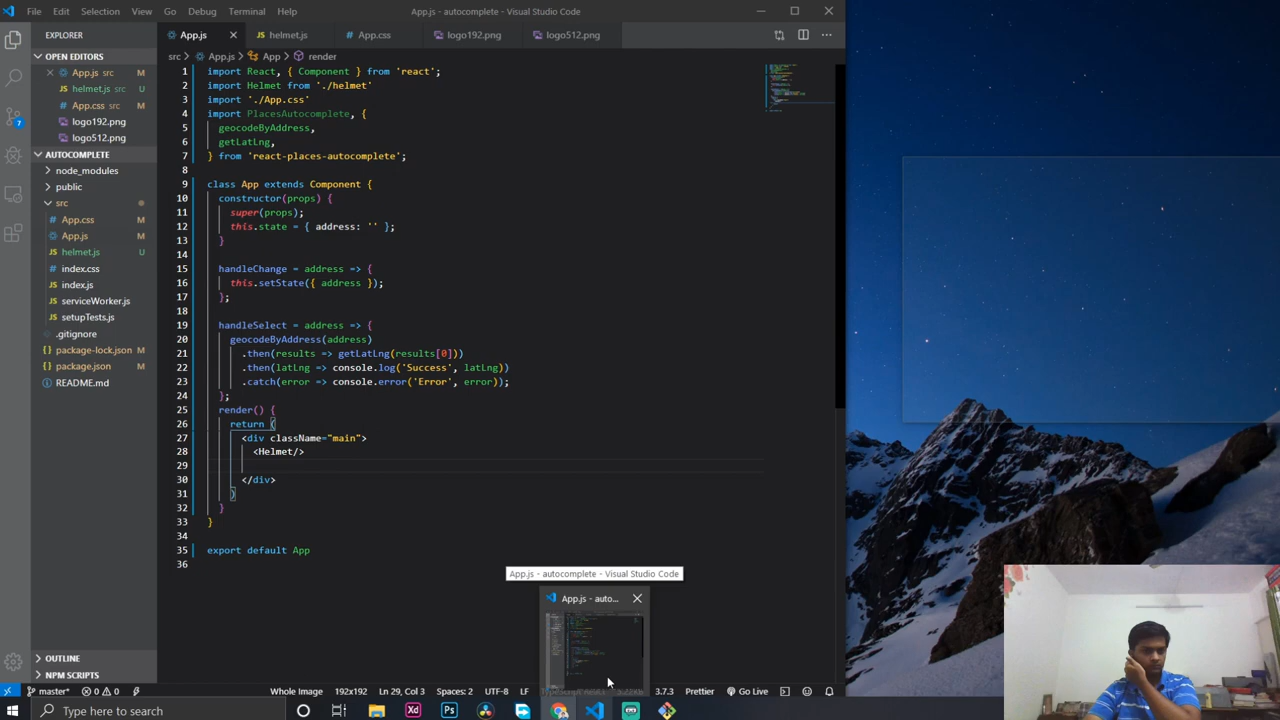 File Edit Selection View Go Debug Terminal Help App.js - autocomplete - Visual Studio Code
EXPLORER
OPEN EDITORS
App.js src M
helmet.js U
App.css src M
logo192.png
logo512.png
AUTOCOMPLETE
node_modules
public
src
App.css M
App.js M
helmet.js U
index.css
index.js
serviceWorker.js
setupTests.js
.gitignore
package-lock.json M
package.json M
README.md
OUTLINE
NPM SCRIPTS
App.js helmet.js App.css logo192.png logo512.png
src > App.js > App > render
1 import React, { Component } from 'react';
2 import Helmet from './helmet'
3 import './App.css'
4 import PlacesAutocomplete, {
5 geocodeByAddress,
6 getLatLng,
7 } from 'react-places-autocomplete';
8
9 class App extends Component {
10 constructor(props) {
11 super(props);
12 this.state = { address: '' };
13 }
14
15 handleChange = address => {
16 this.setState({ address });
17 };
18
19 handleSelect = address => {
20 geocodeByAddress(address)
21 .then(results => getLatLng(results[0]))
22 .then(latLng => console.log('Success', latLng))
23 .catch(error => console.error('Error', error));
24 };
25 render() {
26 return (
27 <div className="main">
28 <Helmet/>
29
30 </div>
31 )
32 }
33 }
34
35 export default App
36
App.js - autocomplete - Visual Studio Code
App.js - auto...
master* 0 0 Whole Image 192x192 Ln 29, Col 3 Spaces: 2 UTF-8 LF 3.7.3 Prettier Go Live
7
Type here to search